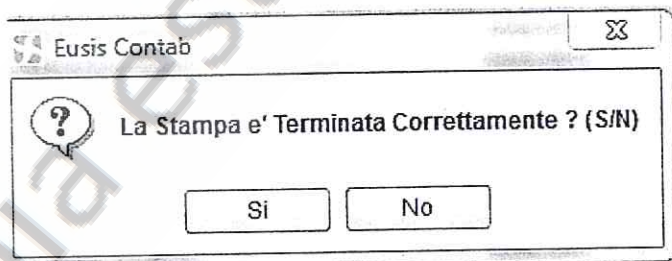 Eusis Contab
?
La Stampa e' Terminata Correttamente ? (S/N)
Si
No